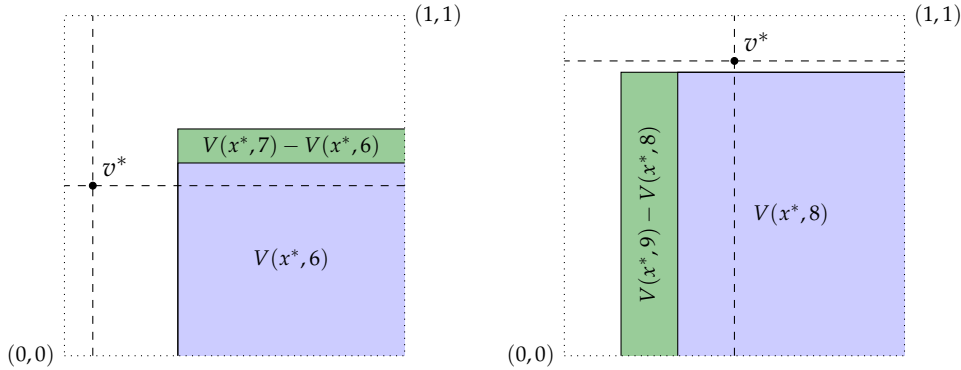 (1, 1)
V(x*, 7) − V(x*, 6)
v*
V(x*, 6)
(0, 0)
(1, 1)
v*
V(x*, 9) − V(x*, 8)
V(x*, 8)
(0, 0)